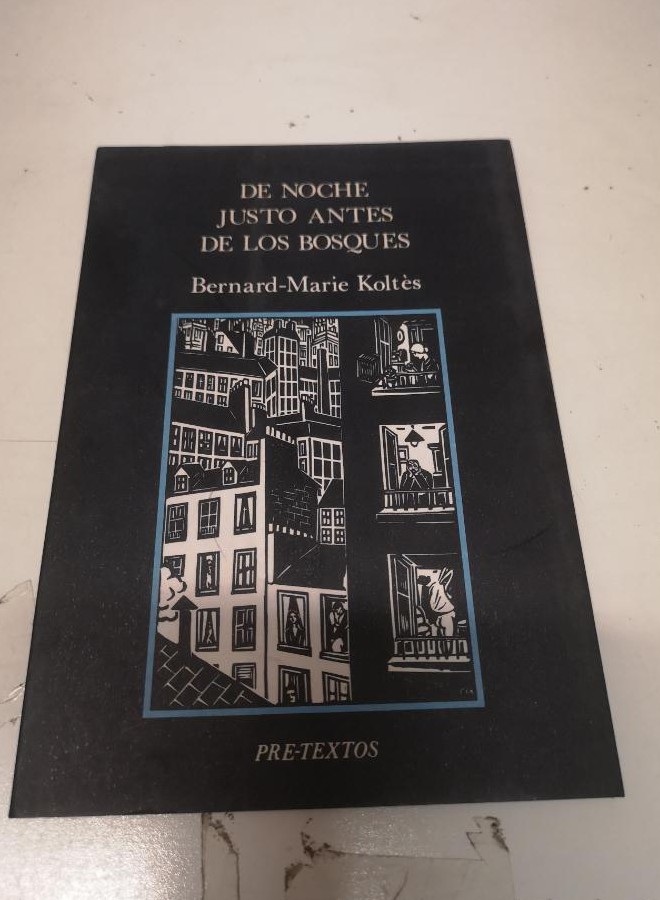 DE NOCHE
JUSTO ANTES
DE LOS BOSQUES
Bernard-Marie Koltès
PRE-TEXTOS